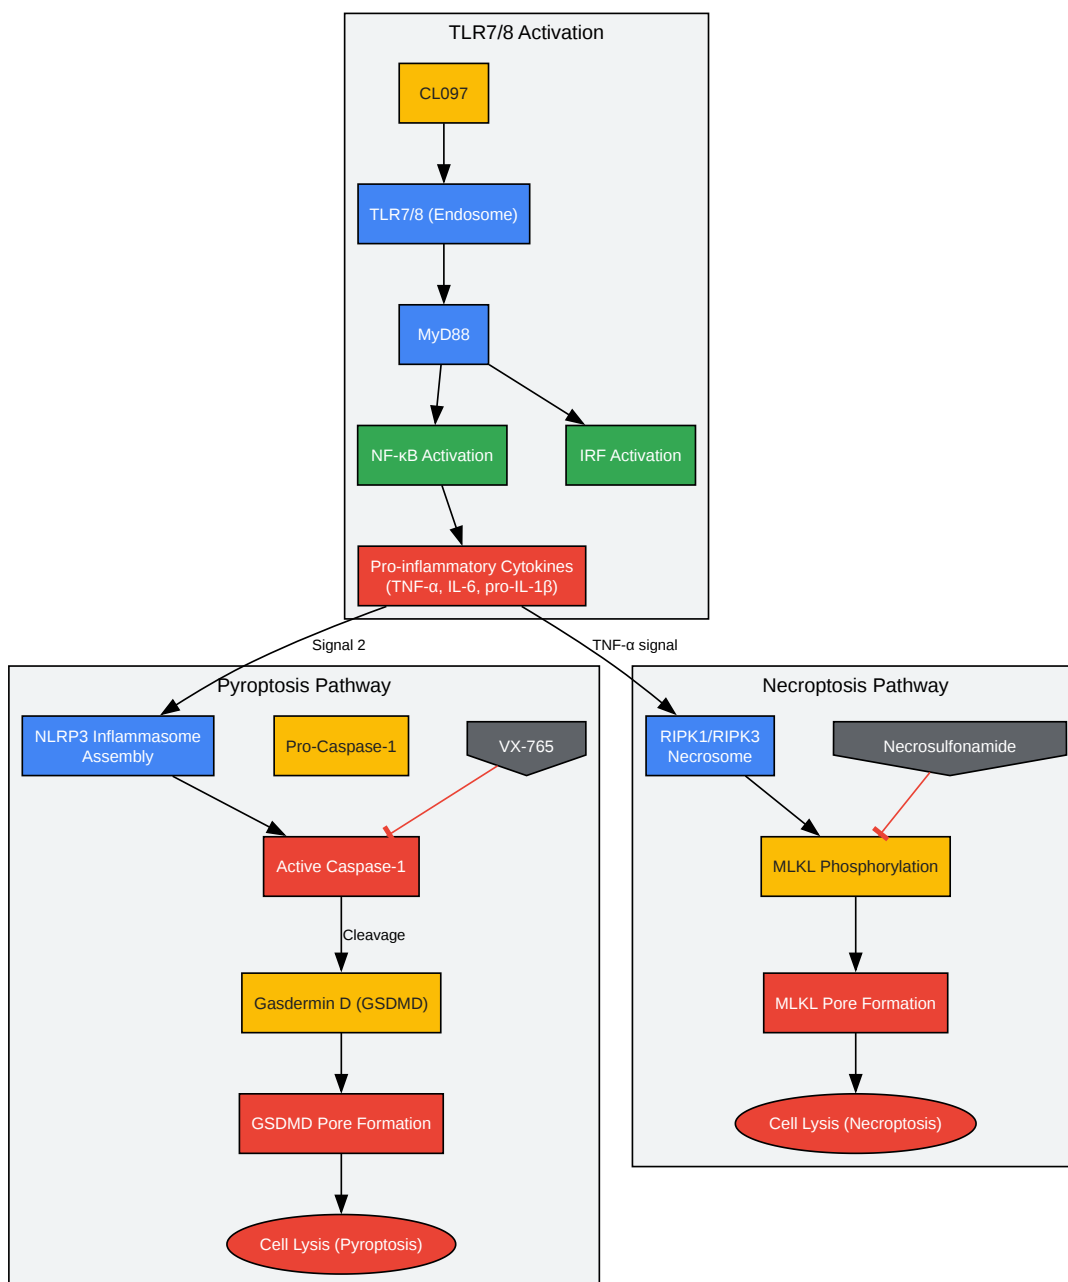 TLR7/8 Activation
CL097
TLR7/8 (Endosome)
MyD88
NF-κB Activation
IRF Activation
Pro-inflammatory Cytokines
(TNF-α, IL-6, pro-IL-1β)
Signal 2
TNF-α signal
Pyroptosis Pathway
NLRP3 Inflammasome
Assembly
Pro-Caspase-1
VX-765
Active Caspase-1
Cleavage
Gasdermin D (GSDMD)
GSDMD Pore Formation
Cell Lysis (Pyroptosis)
Necroptosis Pathway
RIPK1/RIPK3
Necrosome
Necrosulfonamide
MLKL Phosphorylation
MLKL Pore Formation
Cell Lysis (Necroptosis)